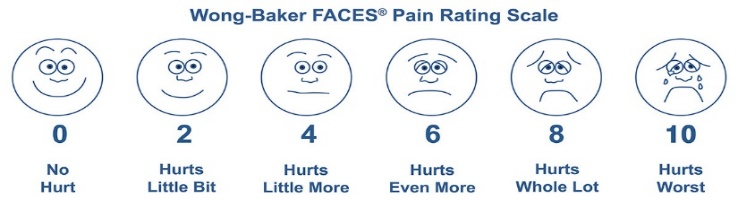 Wong-Baker FACES® Pain Rating Scale
0 2 4 6 8 10
No Hurts Hurts Hurts Hurts Hurts
Hurt Little Bit Little More Even More Whole Lot Worst